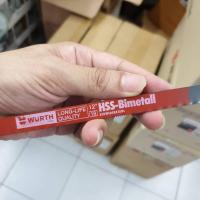 WÜRTH
LONG-LIFE
QUALITY
12"
HSS-Bimetall